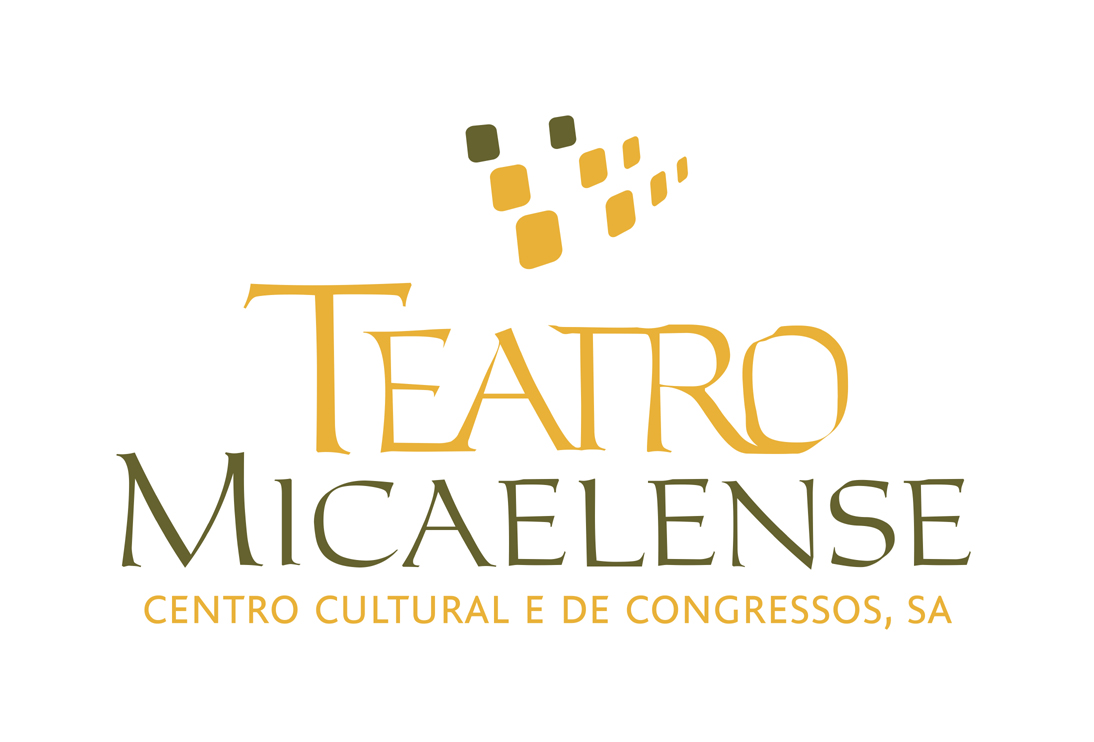 TEATRO
MICAELENSE
CENTRO CULTURAL E DE CONGRESSOS, SA